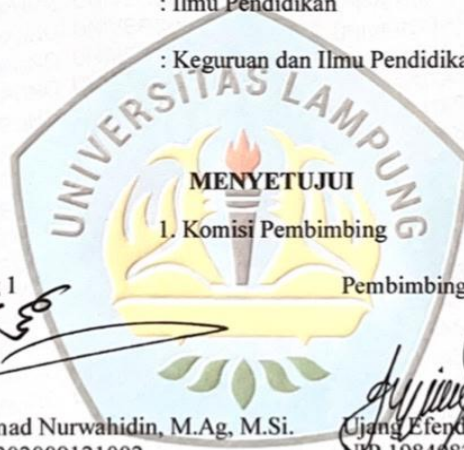 : Ilmu Pendidikan
: Keguruan dan Ilmu Pendidika
UNIVERSITAS LAMPUNG
MENYETUJUI
1. Komisi Pembimbing
1 Pembimbing
mad Nurwahidin, M.Ag, M.Si. Ujang Efend